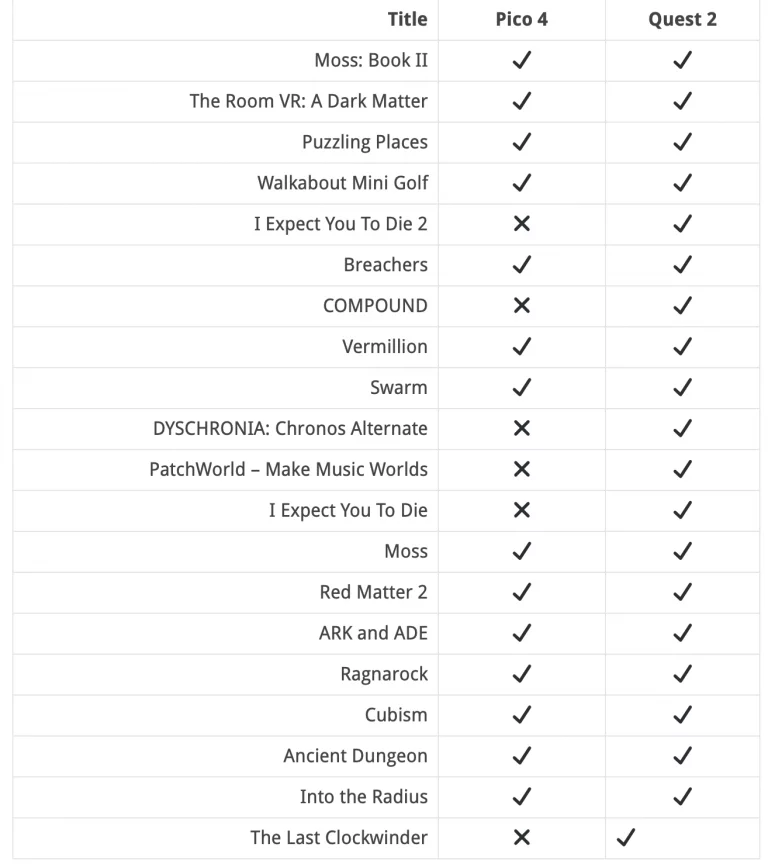 Title Pico 4 Quest 2
Moss: Book II ✓ ✓
The Room VR: A Dark Matter ✓ ✓
Puzzling Places ✓ ✓
Walkabout Mini Golf ✓ ✓
I Expect You To Die 2 ✕ ✓
Breachers ✓ ✓
COMPOUND ✕ ✓
Vermillion ✓ ✓
Swarm ✓ ✓
DYSCHRONIA: Chronos Alternate ✕ ✓
PatchWorld – Make Music Worlds ✕ ✓
I Expect You To Die ✕ ✓
Moss ✓ ✓
Red Matter 2 ✓ ✓
ARK and ADE ✓ ✓
Ragnarock ✓ ✓
Cubism ✓ ✓
Ancient Dungeon ✓ ✓
Into the Radius ✓ ✓
The Last Clockwinder ✕ ✓